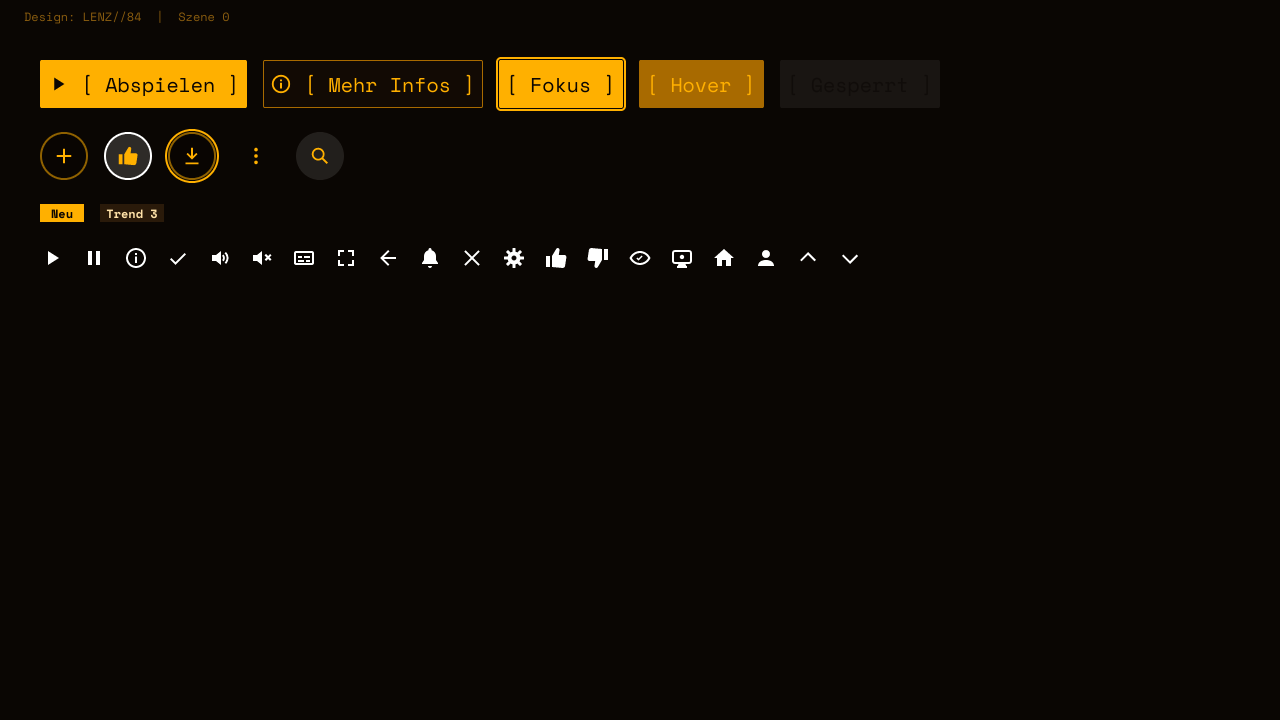 Design: LENZ//84 | Szene 0
[ Abspielen ] [ Mehr Infos ] [ Fokus ] [ Hover ] [ Gesperrt ]
Neu Trend 3